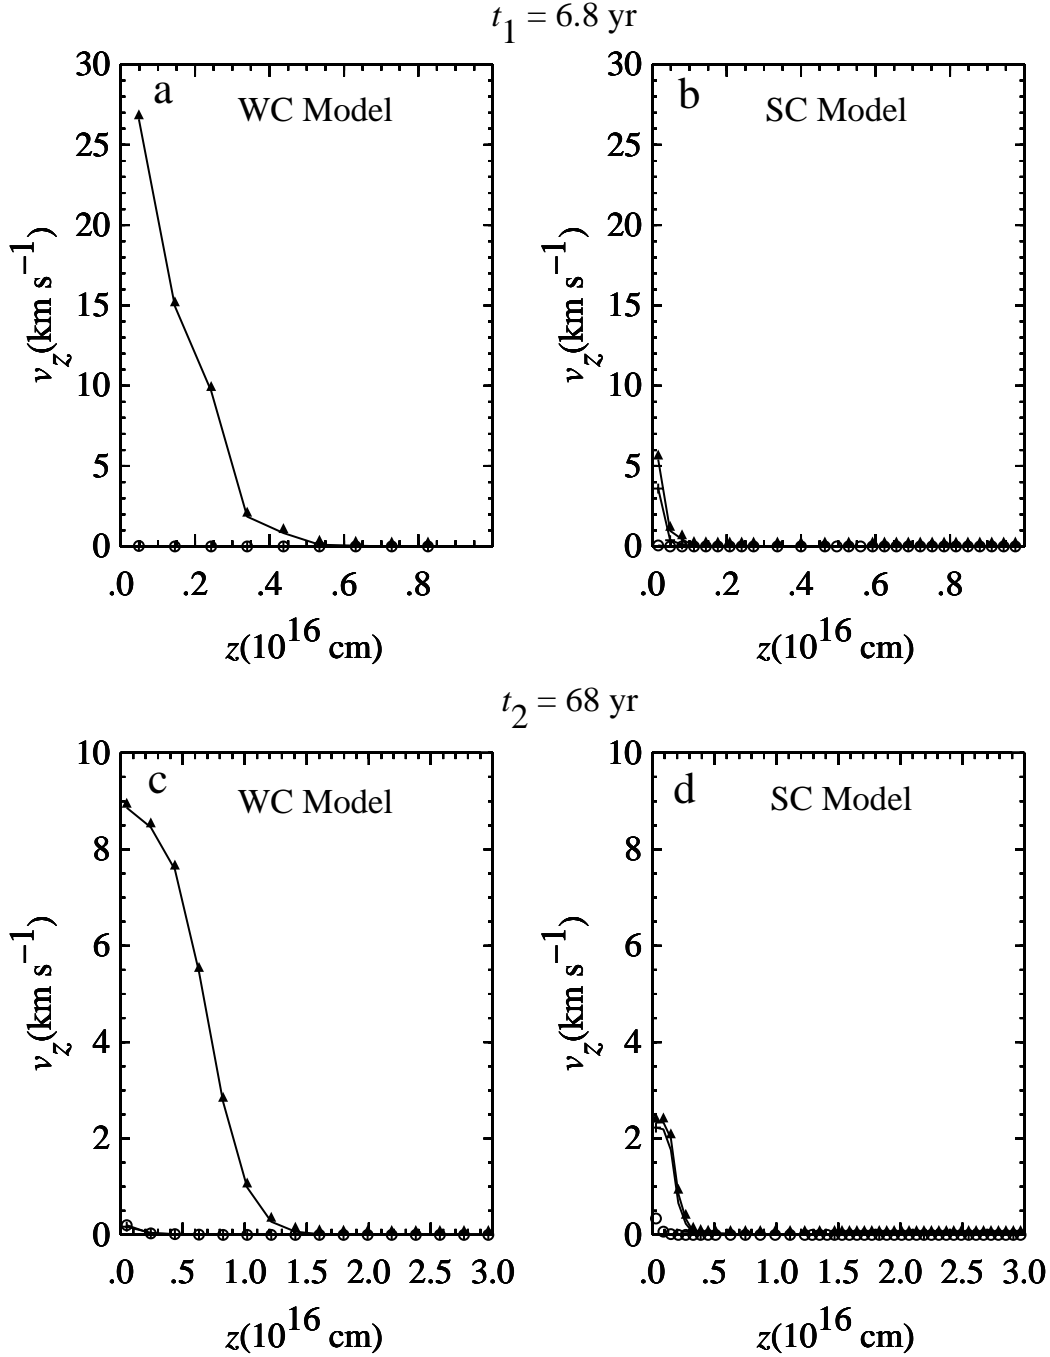 t1 = 6.8 yr
a WC Model
30
25
20
15
10
5
0
vz(km s−1)
.0 .2 .4 .6 .8
z(10^16 cm)
b SC Model
30
25
20
15
10
5
0
vz(km s−1)
.0 .2 .4 .6 .8
z(10^16 cm)
t2 = 68 yr
c WC Model
10
8
6
4
2
0
vz(km s−1)
.0 .5 1.0 1.5 2.0 2.5 3.0
z(10^16 cm)
d SC Model
10
8
6
4
2
0
vz(km s−1)
.0 .5 1.0 1.5 2.0 2.5 3.0
z(10^16 cm)